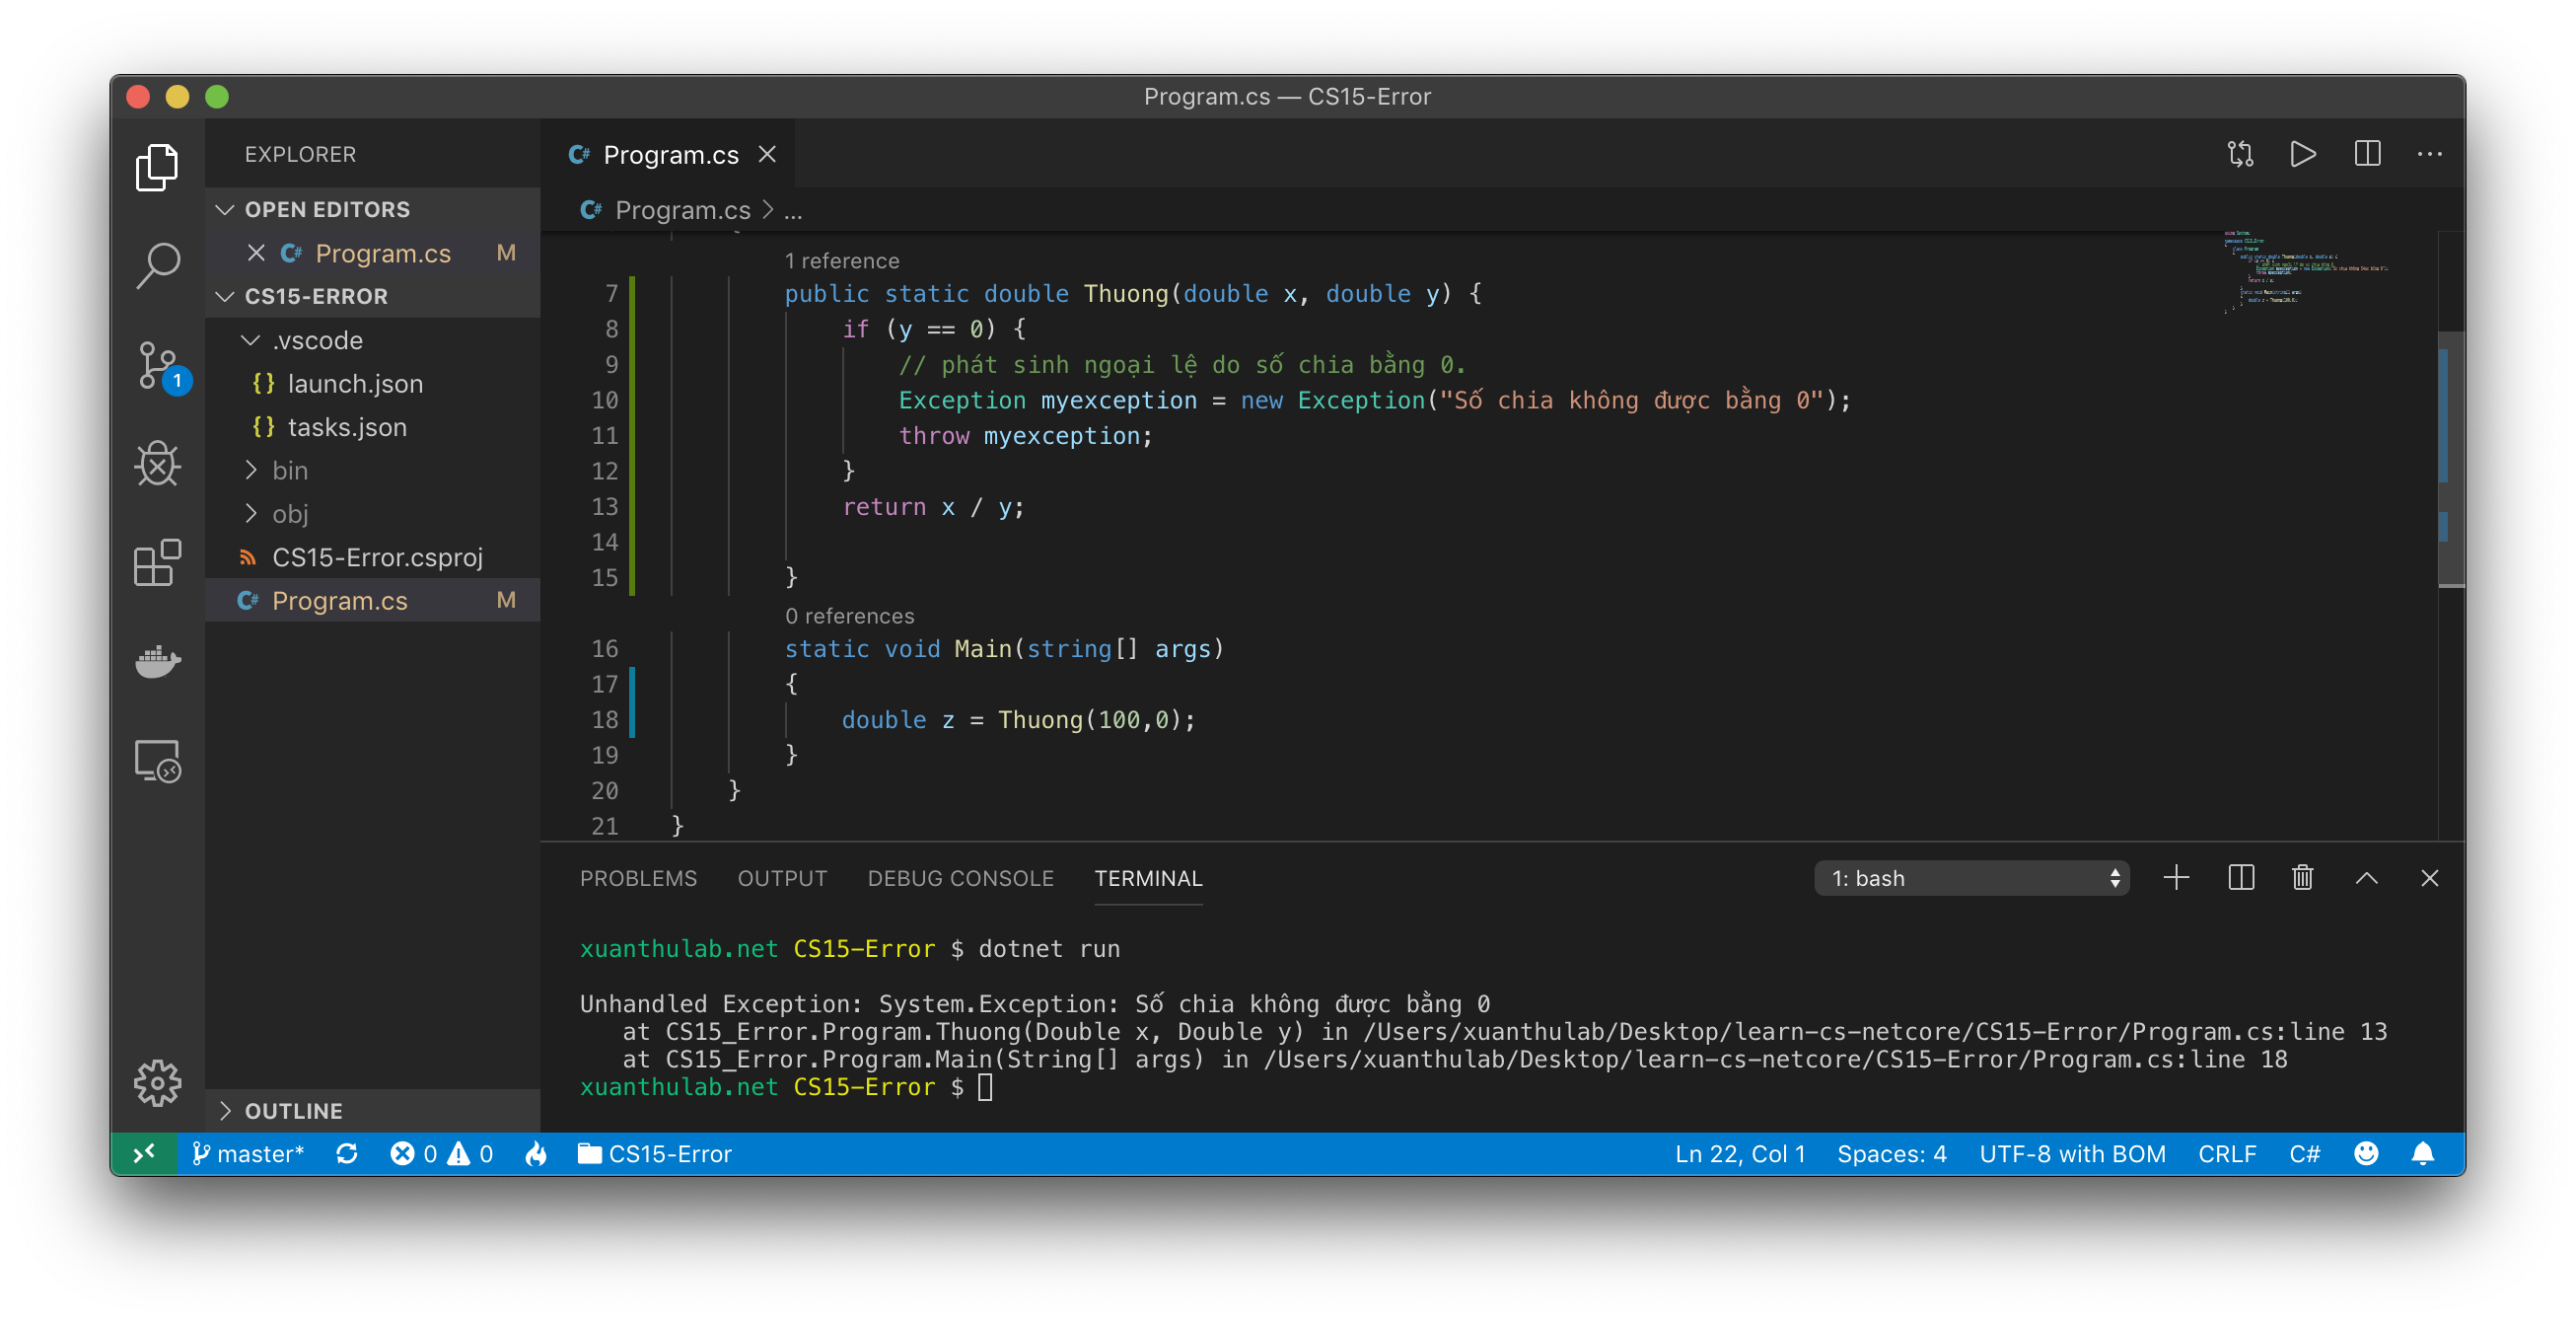 Program.cs — CS15-Error
EXPLORER
OPEN EDITORS
Program.cs M
CS15-ERROR
.vscode
{} launch.json
{} tasks.json
bin
obj
CS15-Error.csproj
C# Program.cs M
OUTLINE
C# Program.cs
C# Program.cs > ...
1 reference
7 public static double Thuong(double x, double y) {
8 if (y == 0) {
9 // phát sinh ngoại lệ do số chia bằng 0.
10 Exception myexception = new Exception("Số chia không được bằng 0");
11 throw myexception;
12 }
13 return x / y;
14
15 }
0 references
16 static void Main(string[] args)
17 {
18 double z = Thuong(100,0);
19 }
20 }
21 }
PROBLEMS OUTPUT DEBUG CONSOLE TERMINAL 1: bash
xuanthulab.net CS15-Error $ dotnet run
Unhandled Exception: System.Exception: Số chia không được bằng 0
at CS15_Error.Program.Thuong(Double x, Double y) in /Users/xuanthulab/Desktop/learn-cs-netcore/CS15-Error/Program.cs:line 13
at CS15_Error.Program.Main(String[] args) in /Users/xuanthulab/Desktop/learn-cs-netcore/CS15-Error/Program.cs:line 18
xuanthulab.net CS15-Error $
1
master* 0 0 CS15-Error Ln 22, Col 1 Spaces: 4 UTF-8 with BOM CRLF C#